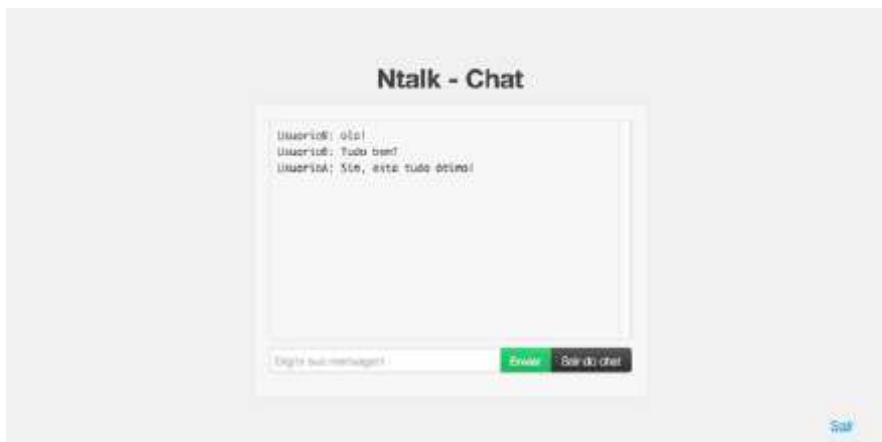 Ntalk - Chat
UsuarioB: ola!
UsuarioB: Tudo bem?
UsuarioA: Sim, esta tudo ótimo!
Digite sua mensagem!
Enviar
Sair do chat
Sair